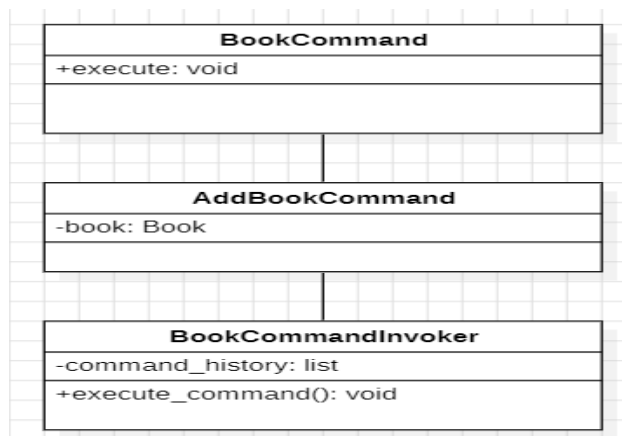 BookCommand
+execute: void
AddBookCommand
-book: Book
BookCommandInvoker
-command_history: list
+execute_command(): void